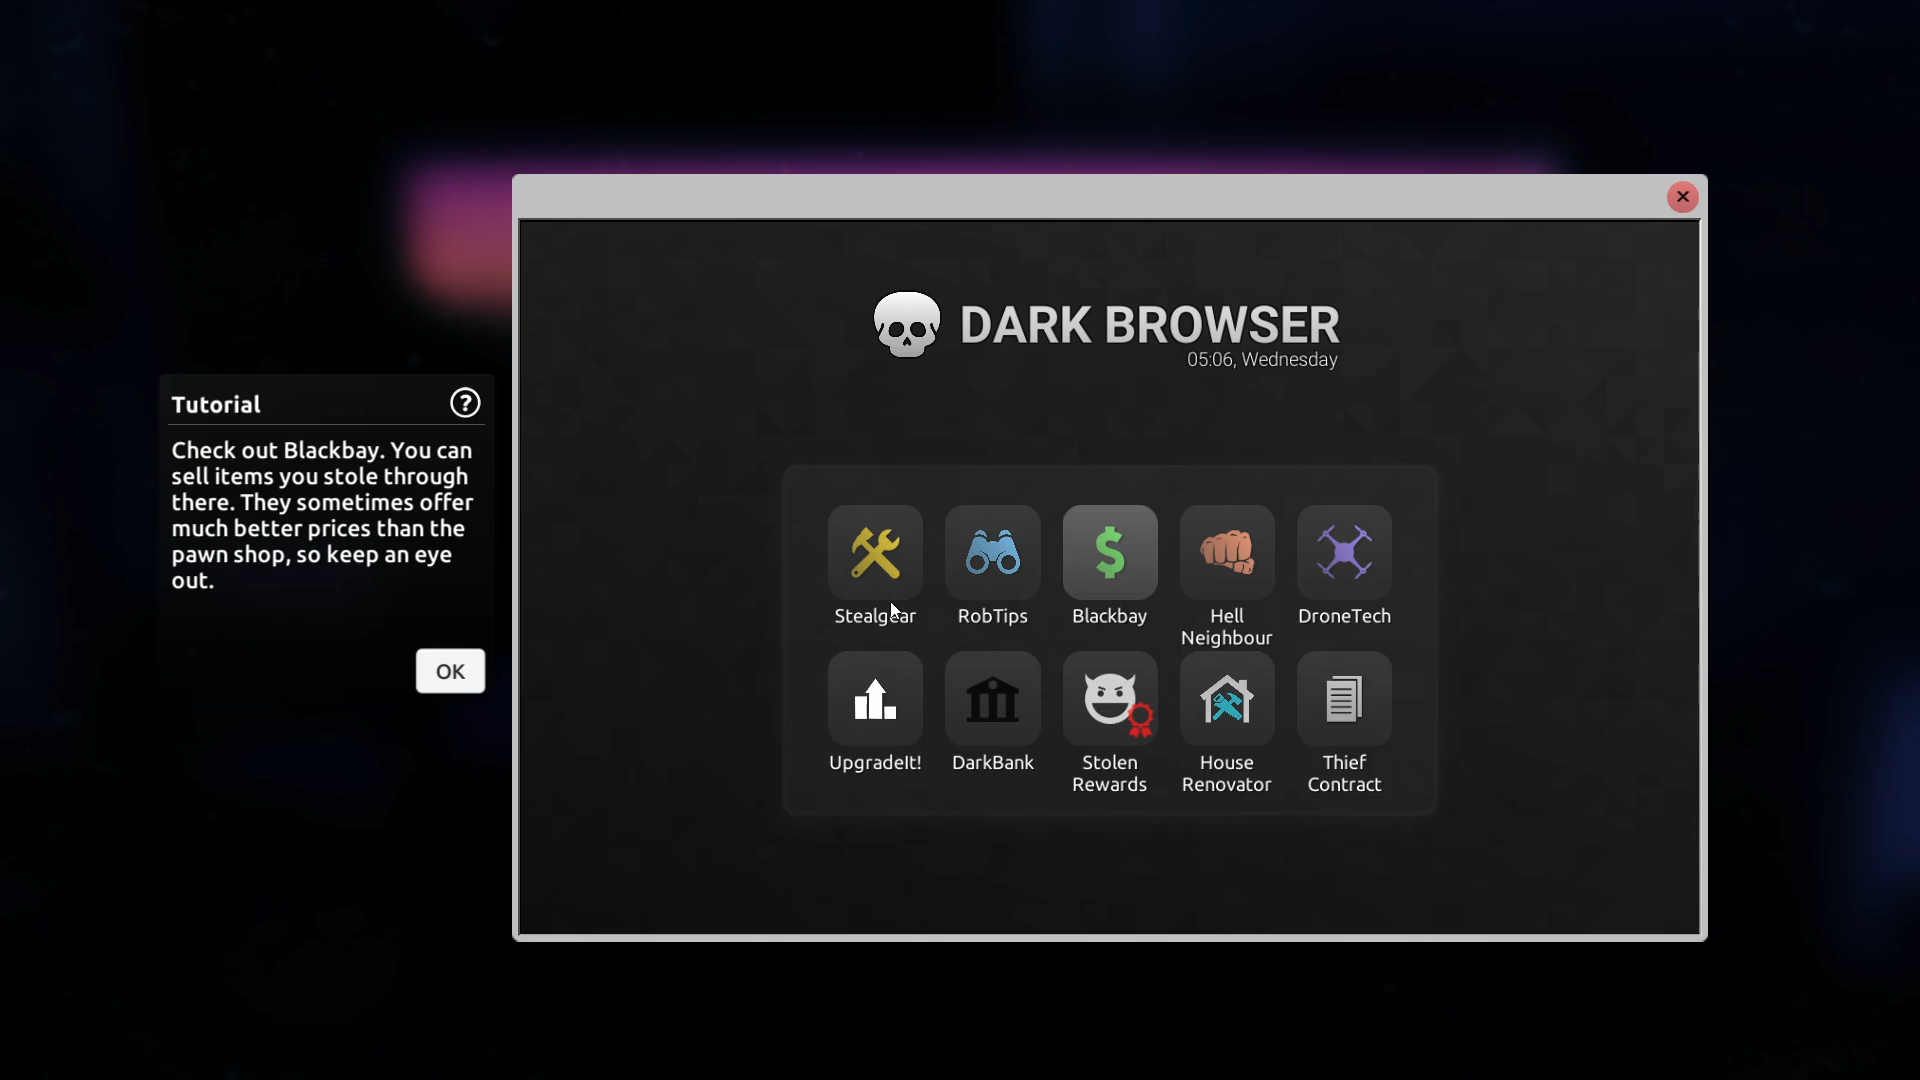 DARK BROWSER
05:06, Wednesday
Tutorial
?
Check out Blackbay. You can
sell items you stole through
there. They sometimes offer
much better prices than the
pawn shop, so keep an eye
out.
OK
Stealgear
RobTips
Blackbay
Hell
Neighbour
DroneTech
UpgradeIt!
DarkBank
Stolen
Rewards
House
Renovator
Thief
Contract